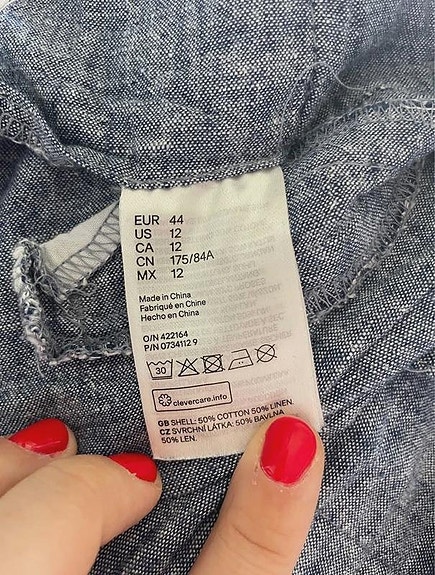 EUR 44
US 12
CA 12
CN 175/84A
MX 12
Made in China
Fabriqué en Chine
Hecho en China
O/N 422164
P/N 0734112 9
30
clevercare.info
GB SHELL: 50% COTTON 50% LINEN.
CZ SVRCHNÍ LÁTKA: 50% BAVLNA
50% LEN.